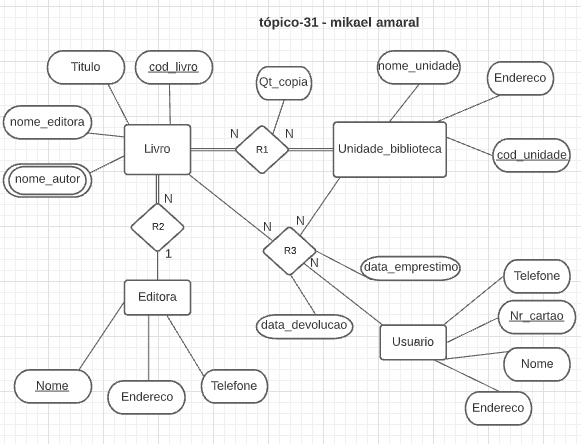 tópico-31 - mikael amaral
Titulo
cod_livro
Qt_copia
nome_unidade
Endereco
nome_editora
Livro
N
R1
N
Unidade_biblioteca
cod_unidade
nome_autor
N
R2
1
N
N
R3
N
data_emprestimo
Telefone
Editora
data_devolucao
Nr_cartao
Usuario
Nome
Nome
Endereco
Telefone
Endereco